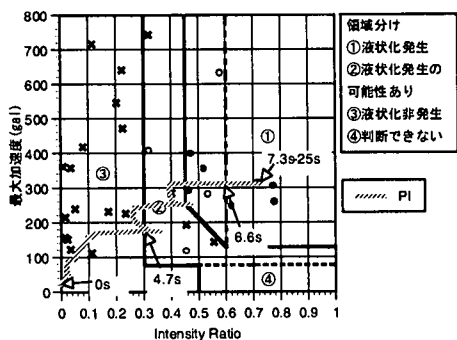 800
700
600
500
400
300
200
100
0
最大加速度(gal)
0
0.1
0.2
0.3
0.4
0.5
0.6
0.7
0.8
0.9
1
Intensity Ratio
①
②
③
④
0s
4.7s
6.6s
7.3s-25s
領域分け
①液状化発生
②液状化発生の
可能性あり
③液状化非発生
④判断できない
PI